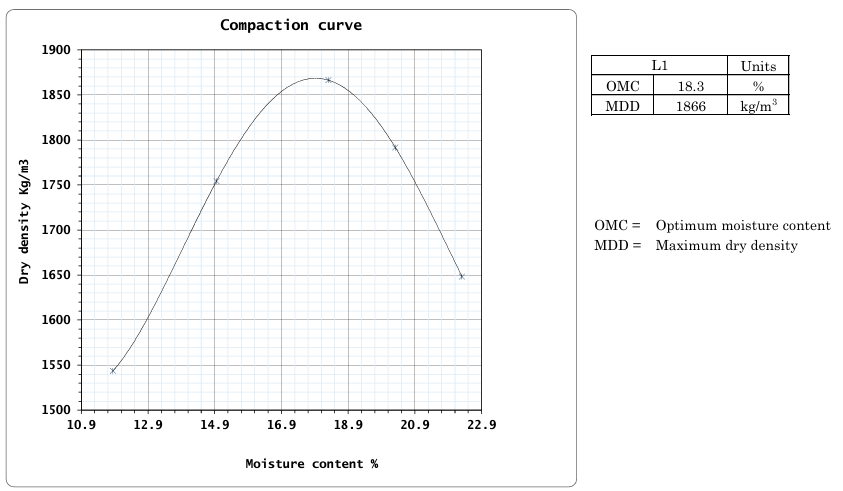 Compaction curve
1900
1850
1800
1750
1700
1650
1600
1550
1500
Dry density Kg/m3
10.9 12.9 14.9 16.9 18.9 20.9 22.9
Moisture content %
L1 Units
OMC 18.3 %
MDD 1866 kg/m³
OMC = Optimum moisture content
MDD = Maximum dry density